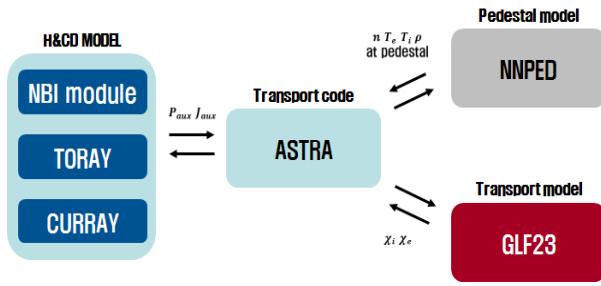 H&CD MODEL
NBI module
TORAY
CURRAY
P_aux J_aux
Transport code
ASTRA
n T_e T_i ρ
at pedestal
Pedestal model
NNPED
Transport model
GLF23
χ_i χ_e